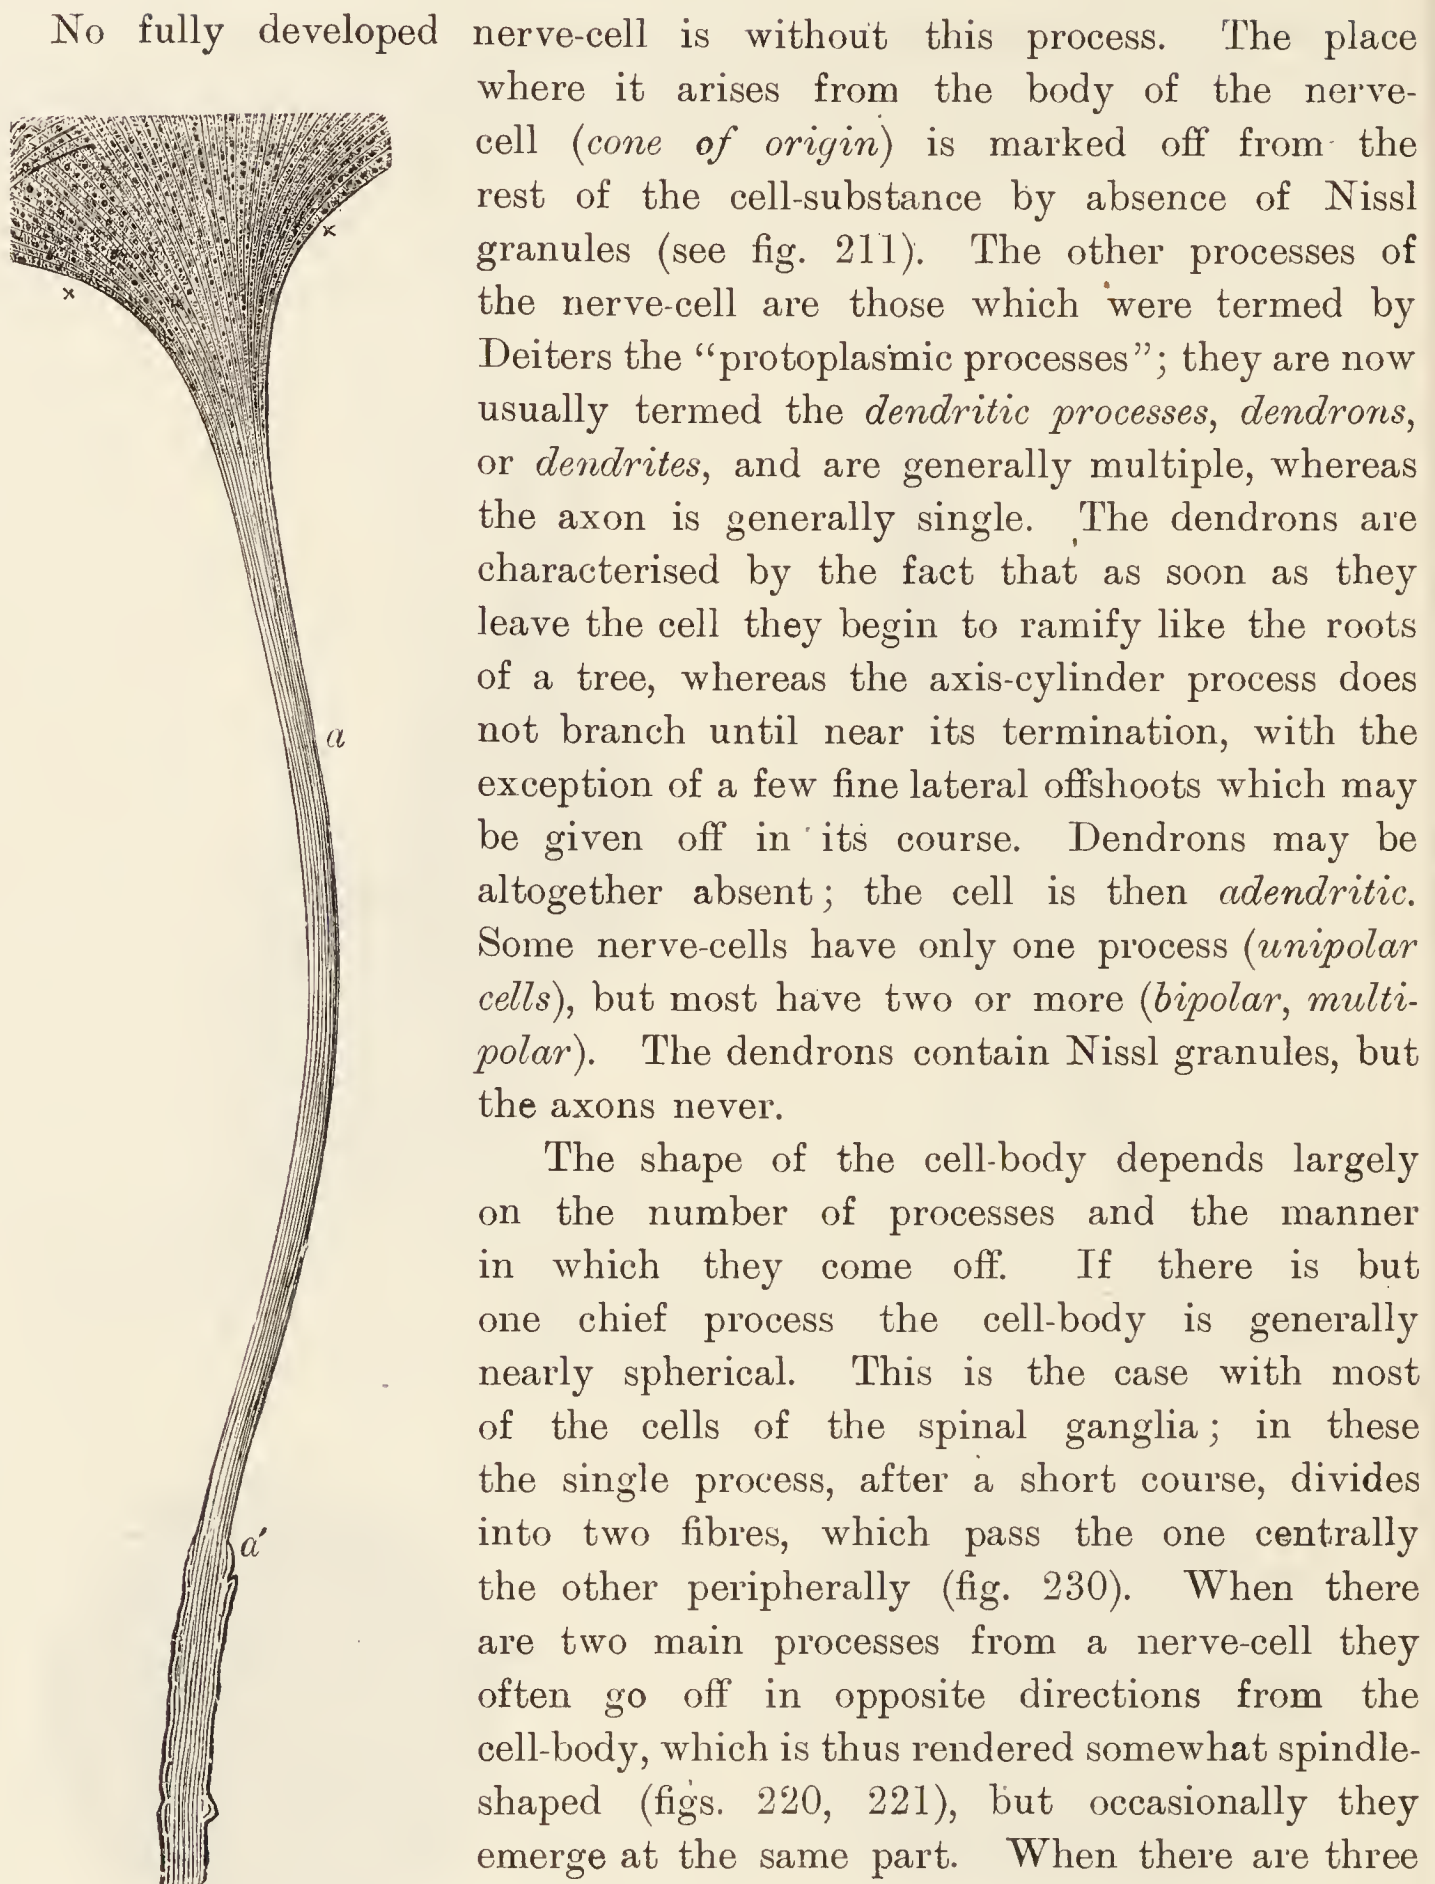 No fully developed nerve-cell is without this process. The place
where it arises from the body of the nerve-
cell (cone of origin) is marked off from the
rest of the cell-substance by absence of Nissl
granules (see fig. 211). The other processes of
the nerve-cell are those which were termed by
Deiters the “protoplasmic processes”; they are now
usually termed the dendritic processes, dendrons,
or dendrites, and are generally multiple, whereas
the axon is generally single. The dendrons are
characterised by the fact that as soon as they
leave the cell they begin to ramify like the roots
of a tree, whereas the axis-cylinder process does
not branch until near its termination, with the
exception of a few fine lateral offshoots which may
be given off in its course. Dendrons may be
altogether absent; the cell is then adendritic.
Some nerve-cells have only one process (unipolar
cells), but most have two or more (bipolar, multi-
polar). The dendrons contain Nissl granules, but
the axons never.
The shape of the cell-body depends largely
on the number of processes and the manner
in which they come off. If there is but
one chief process the cell-body is generally
nearly spherical. This is the case with most
of the cells of the spinal ganglia; in these
the single process, after a short course, divides
into two fibres, which pass the one centrally
the other peripherally (fig. 230). When there
are two main processes from a nerve-cell they
often go off in opposite directions from the
cell-body, which is thus rendered somewhat spindle-
shaped (figs. 220, 221), but occasionally they
emerge at the same part. When there are three
x
x
a
a′